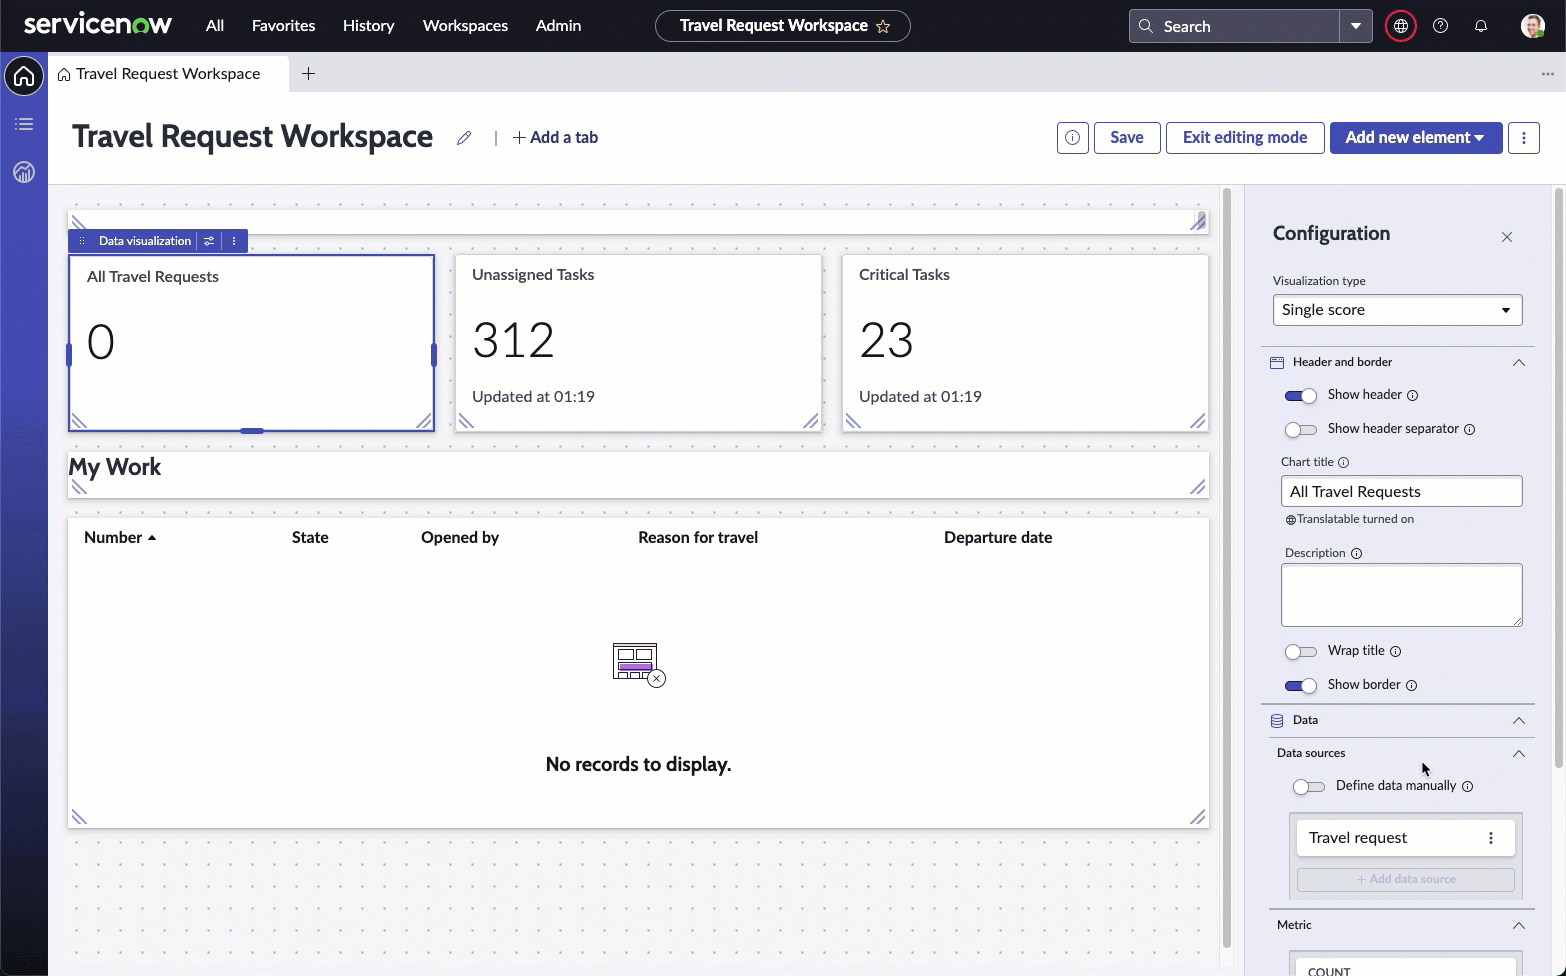 servicenow All Favorites History Workspaces Admin Travel Request Workspace Search
Travel Request Workspace
Travel Request Workspace | + Add a tab Save Exit editing mode Add new element
Data visualization
All Travel Requests
0
Unassigned Tasks
312
Updated at 01:19
Critical Tasks
23
Updated at 01:19
My Work
Number State Opened by Reason for travel Departure date
No records to display.
Configuration
Visualization type
Single score
Header and border
Show header
Show header separator
Chart title
All Travel Requests
Translatable turned on
Description
Wrap title
Show border
Data
Data sources
Define data manually
Travel request
+ Add data source
Metric
COUNT